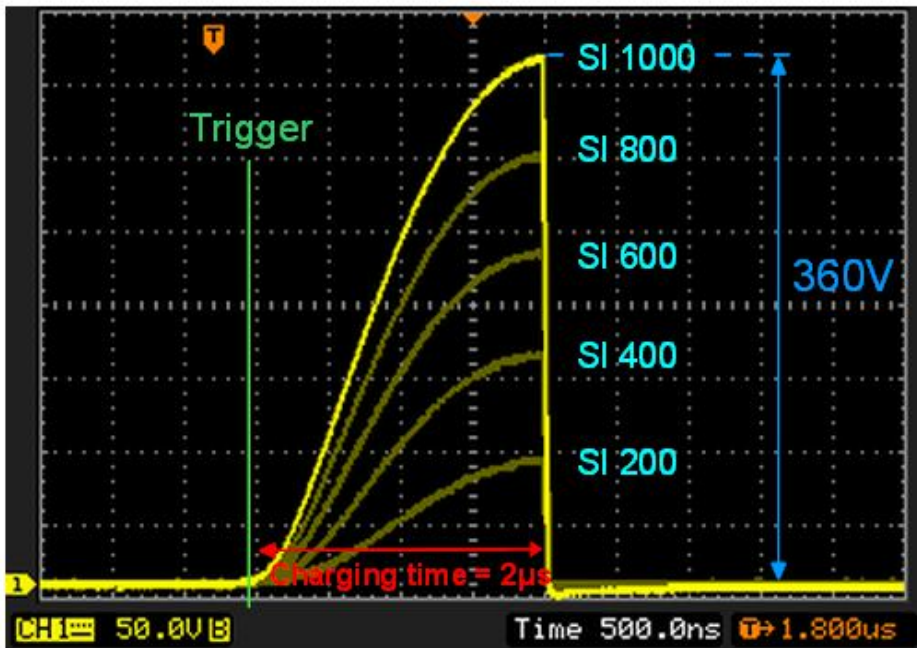 T
SI 1000
Trigger
SI 800
SI 600
360V
SI 400
SI 200
Charging time = 2µs
1
CH1 50.0V B
Time 500.0ns T→1.800us